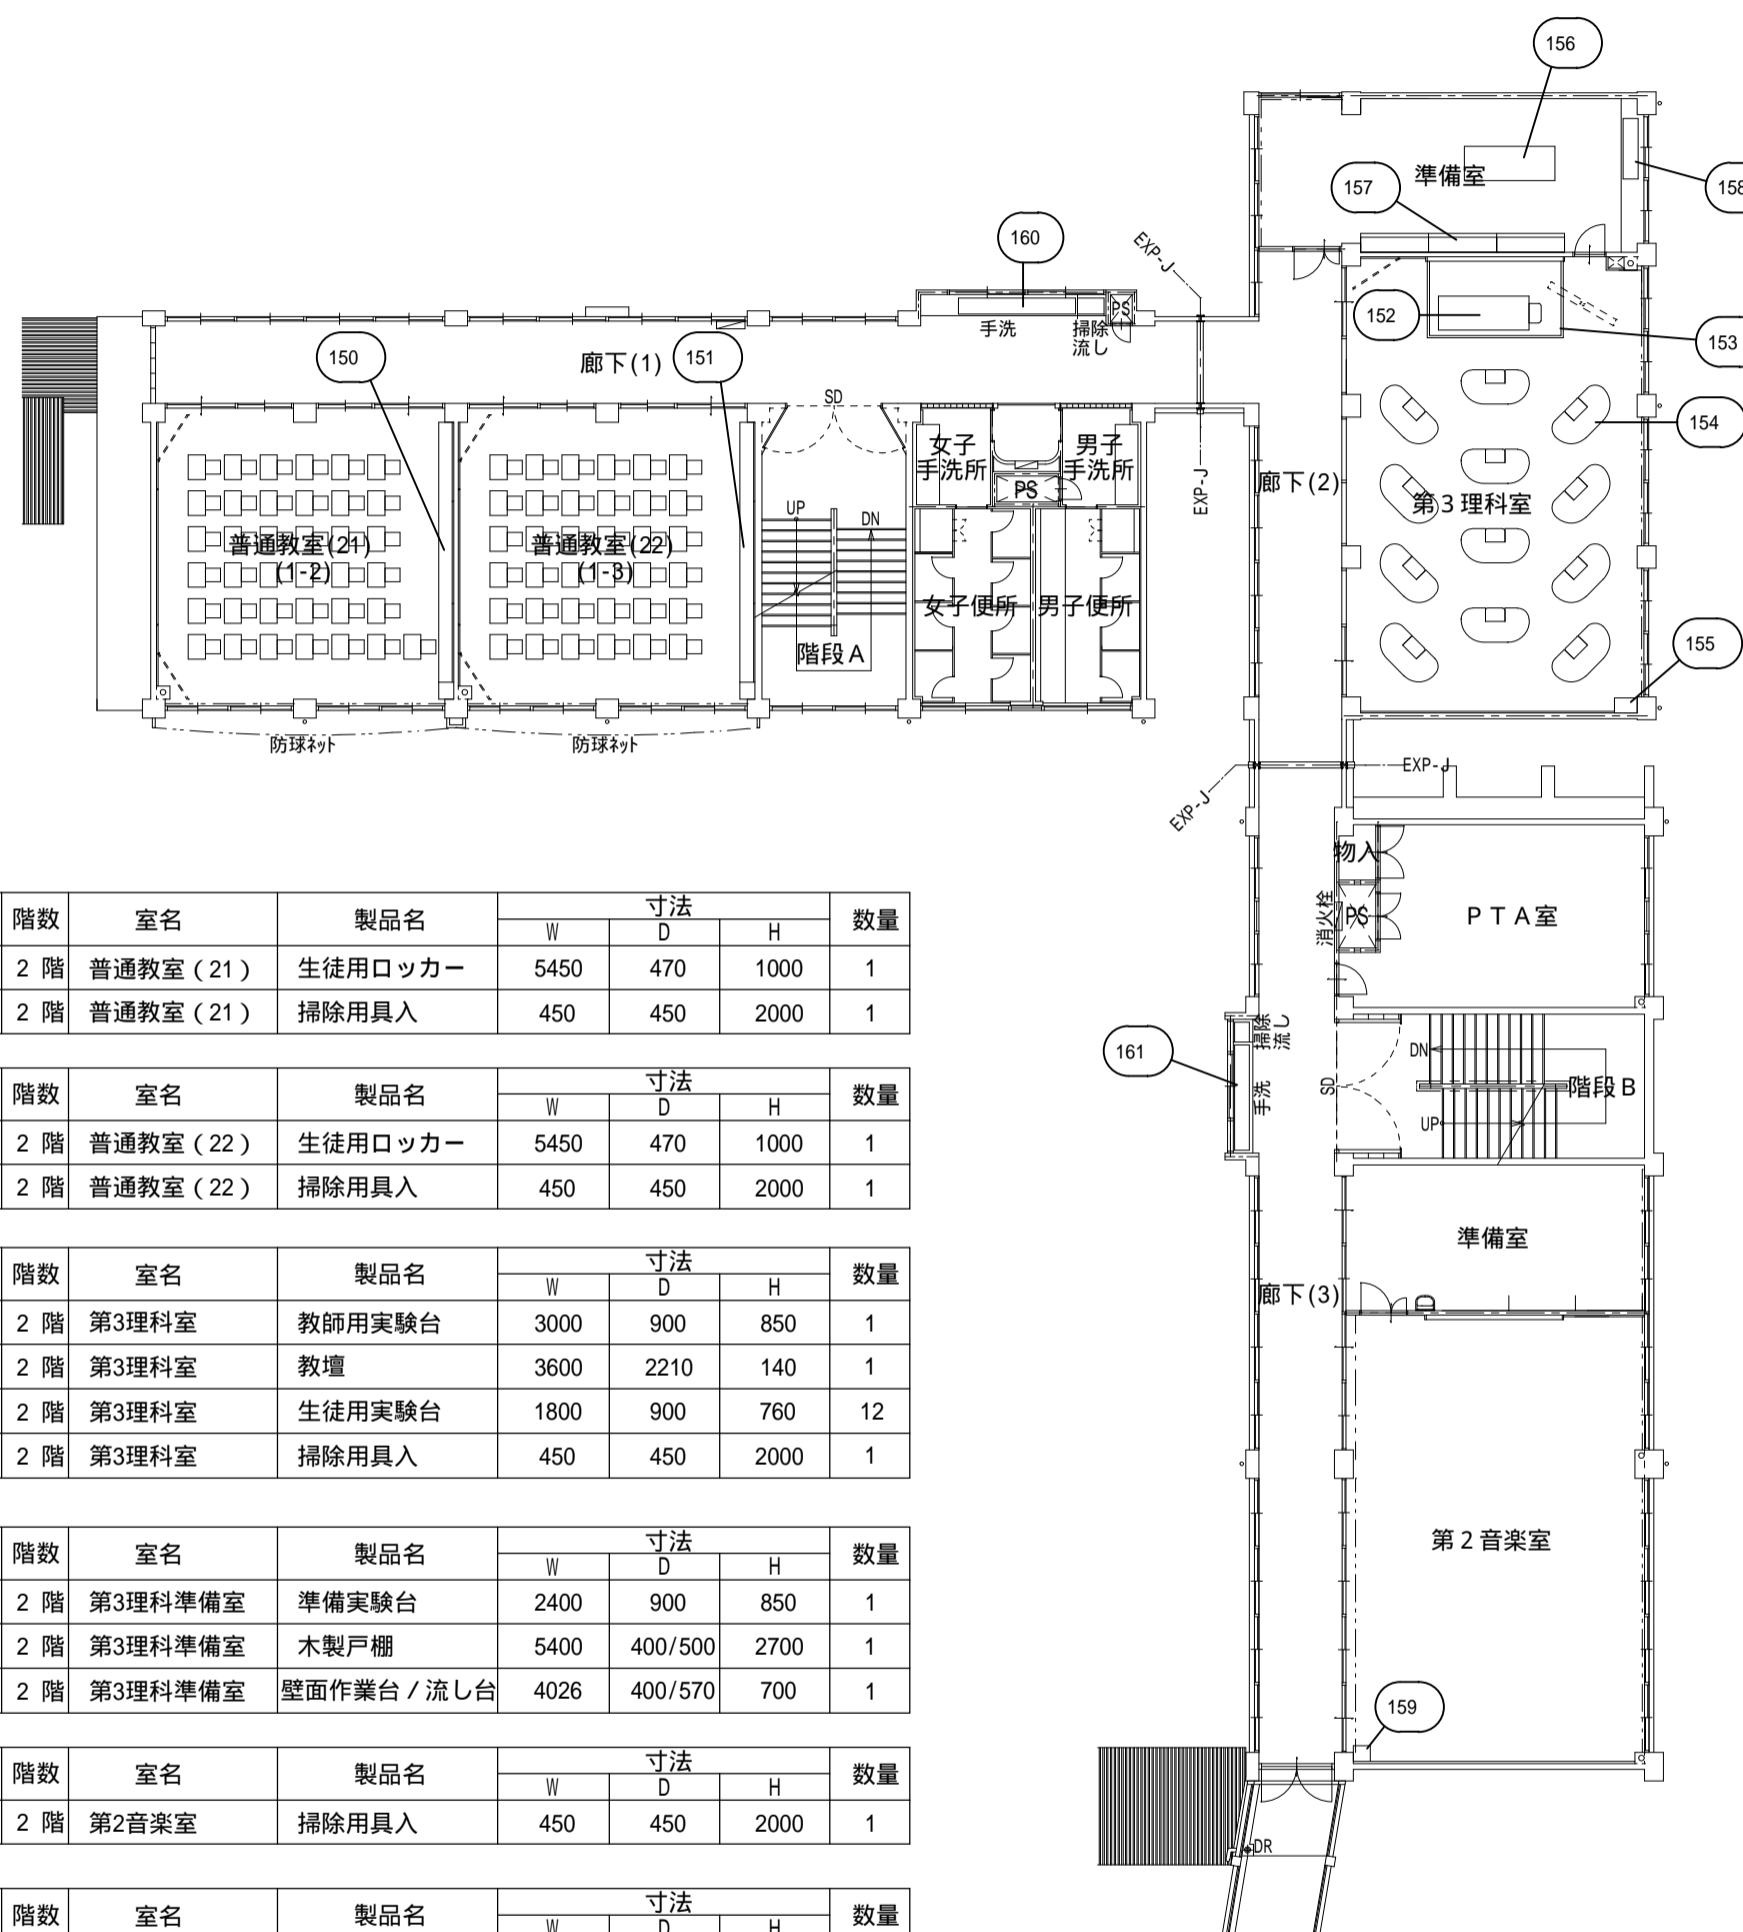 156
157
準備室
158
160
EXP-J
PS
手洗
掃除
流し
152
153
150
廊下(1)
151
SD
154
女子
手洗所
男子
手洗所
PS
EXP-J
廊下(2)
第3理科室
UP
DN
普通教室(21)
(1-2)
普通教室(22)
(1-3)
女子便所
男子便所
階段A
155
防球ネット
防球ネット
EXP-J
EXP-J
物入
消火栓
PS
PTA室
掃除
流し
161
手洗
SD
DN
階段B
UP
準備室
廊下(3)
第2音楽室
159
DR
階数 室名 製品名 寸法 数量
W D H
2 階 普通教室(21) 生徒用ロッカー 5450 470 1000 1
2 階 普通教室(21) 掃除用具入 450 450 2000 1
階数 室名 製品名 寸法 数量
W D H
2 階 普通教室(22) 生徒用ロッカー 5450 470 1000 1
2 階 普通教室(22) 掃除用具入 450 450 2000 1
階数 室名 製品名 寸法 数量
W D H
2 階 第3理科室 教師用実験台 3000 900 850 1
2 階 第3理科室 教壇 3600 2210 140 1
2 階 第3理科室 生徒用実験台 1800 900 760 12
2 階 第3理科室 掃除用具入 450 450 2000 1
階数 室名 製品名 寸法 数量
W D H
2 階 第3理科準備室 準備実験台 2400 900 850 1
2 階 第3理科準備室 木製戸棚 5400 400/500 2700 1
2 階 第3理科準備室 壁面作業台/流し台 4026 400/570 700 1
階数 室名 製品名 寸法 数量
W D H
2 階 第2音楽室 掃除用具入 450 450 2000 1
階数 室名 製品名 寸法 数量
W D H